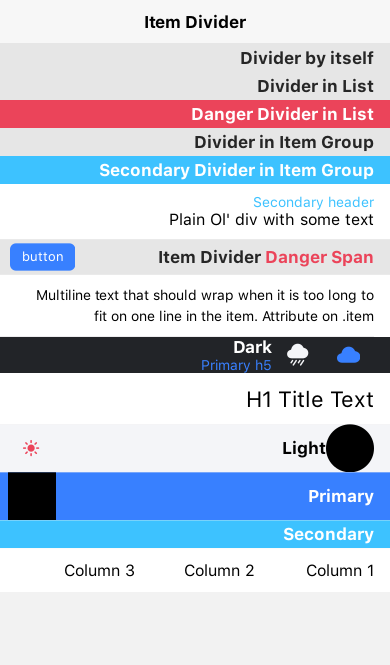 Item Divider
Divider by itself
Divider in List
Danger Divider in List
Divider in Item Group
Secondary Divider in Item Group
Secondary header
Plain Ol' div with some text
Item Divider Danger Span
button
Multiline text that should wrap when it is too long to
fit on one line in the item. Attribute on .item
Dark
Primary h5
H1 Title Text
Light
Primary
Secondary
Column 1 Column 2 Column 3